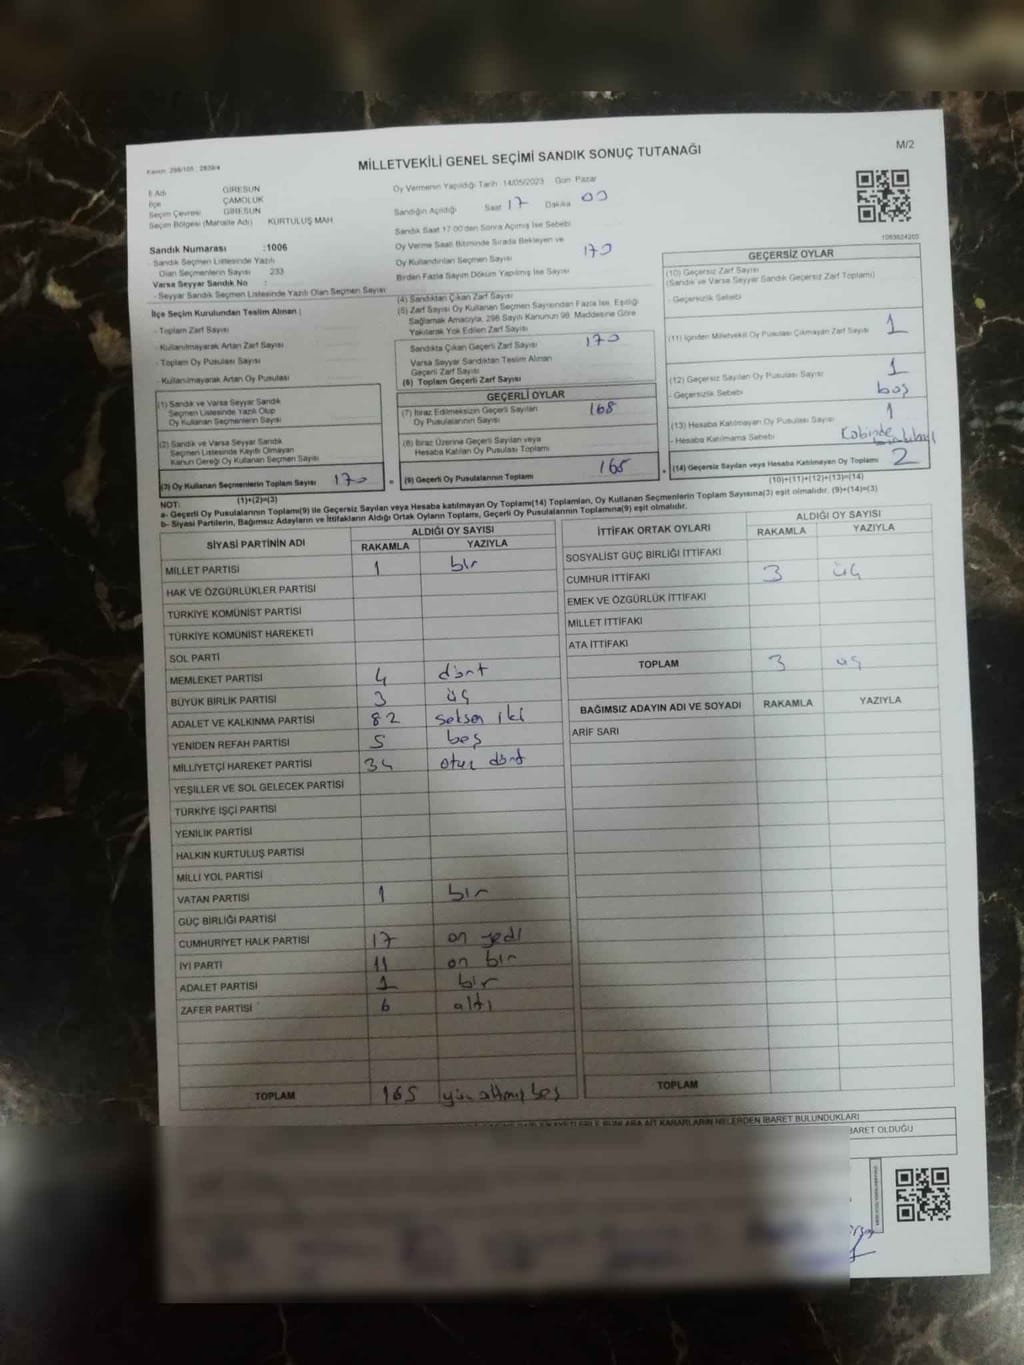 Kanun: 298/105 ; 2839/a
MİLLETVEKİLİ GENEL SEÇİMİ SANDIK SONUÇ TUTANAĞI
M/2
İl Adı GİRESUN
İlçe ÇAMOLUK
Seçim Çevresi GİRESUN
Seçim Bölgesi (Mahalle Adı) KURTULUŞ MAH
Sandık Numarası :1006
- Sandık Seçmen Listesinde Yazılı
Olan Seçmenlerin Sayısı 233
Varsa Seyyar Sandık No :
- Seyyar Sandık Seçmen Listesinde Yazılı Olan Seçmen Sayısı
İlçe Seçim Kurulundan Teslim Alınan
- Toplam Zarf Sayısı
- Kullanılmayarak Artan Zarf Sayısı
- Toplam Oy Pusulası Sayısı
- Kullanılmayarak Artan Oy Pusulası
(1) Sandık ve Varsa Seyyar Sandık
Seçmen Listesinde Yazılı Olup
Oy Kullanan Seçmenlerin Sayısı
(2) Sandık ve Varsa Seyyar Sandık
Seçmen Listesinde Kayıtlı Olmayan
Kanun Gereği Oy Kullanan Seçmen Sayısı
(3) Oy Kullanan Seçmenlerin Toplam Sayısı 170
(1)+(2)=(3)
Oy Vermenin Yapıldığı Tarih: 14/05/2023 Gün: Pazar
Sandığın Açıldığı Saat 17 Dakika 00
Sandık Saat 17:00'den Sonra Açılmış İse Sebebi
Oy Verme Saati Bitiminde Sırada Bekleyen ve
Oy Kullandırılan Seçmen Sayısı 170
Birden Fazla Sayım Döküm Yapılmış İse Sayısı
(4) Sandıktan Çıkan Zarf Sayısı
(5) Zarf Sayısı Oy Kullanan Seçmen Sayısından Fazla İse, Eşitliği
Sağlamak Amacıyla, 298 Sayılı Kanunun 98. Maddesine Göre
Yakılarak Yok Edilen Zarf Sayısı
Sandıkta Çıkan Geçerli Zarf Sayısı 170
Varsa Seyyar Sandıktan Teslim Alınan
Geçerli Zarf Sayısı
(6) Toplam Geçerli Zarf Sayısı
GEÇERLİ OYLAR
(7) İtiraz Edilmeksizin Geçerli Sayılan
Oy Pusulasının Sayısı 168
(8) İtiraz Üzerine Geçerli Sayılan veya
Hesaba Katılan Oy Pusulası Toplamı
(9) Geçerli Oy Pusulalarının Toplamı 165
1063624205
GEÇERSİZ OYLAR
(10) Geçersiz Zarf Sayısı
(Sandık ve Varsa Seyyar Sandık Geçersiz Zarf Toplamı)
- Geçersizlik Sebebi
(11) İçinden Milletvekili Oy Pusulası Çıkmayan Zarf Sayısı 1
(12) Geçersiz Sayılan Oy Pusulası Sayısı 1
- Geçersizlik Sebebi boş
(13) Hesaba Katılmayan Oy Pusulası Sayısı 1
- Hesaba Katılmama Sebebi Kabinde
(14) Geçersiz Sayılan veya Hesaba Katılmayan Oy Toplamı 2
(10)+(11)+(12)+(13)=(14)
NOT:
a- Geçerli Oy Pusulalarının Toplamı(9) ile Geçersiz Sayılan veya Hesaba katılmayan Oy Toplamı(14) Toplamları, Oy Kullanan Seçmenlerin Toplam Sayısına(3) eşit olmalıdır. (9)+(14)=(3)
b- Siyasi Partilerin, Bağımsız Adayların ve İttifakların Aldığı Ortak Oyların Toplamı, Geçerli Oy Pusulalarının Toplamına(9) eşit olmalıdır.
SİYASİ PARTİNİN ADI ALDIĞI OY SAYISI
RAKAMLA YAZIYLA
MİLLET PARTİSİ 1 bir
HAK VE ÖZGÜRLÜKLER PARTİSİ
TÜRKİYE KOMÜNİST PARTİSİ
TÜRKİYE KOMÜNİST HAREKETİ
SOL PARTİ
MEMLEKET PARTİSİ 4 dört
BÜYÜK BİRLİK PARTİSİ 3 üç
ADALET VE KALKINMA PARTİSİ 82 seksen iki
YENİDEN REFAH PARTİSİ 5 beş
MİLLİYETÇİ HAREKET PARTİSİ 34 otuz dört
YEŞİLLER VE SOL GELECEK PARTİSİ
TÜRKİYE İŞÇİ PARTİSİ
YENİLİK PARTİSİ
HALKIN KURTULUŞ PARTİSİ
MİLLİ YOL PARTİSİ
VATAN PARTİSİ 1 bir
GÜÇ BİRLİĞİ PARTİSİ
CUMHURİYET HALK PARTİSİ 17 on yedi
İYİ PARTİ 11 on bir
ADALET PARTİSİ 1 bir
ZAFER PARTİSİ 6 altı
TOPLAM 165 yüz altmış beş
İTTİFAK ORTAK OYLARI ALDIĞI OY SAYISI
RAKAMLA YAZIYLA
SOSYALİST GÜÇ BİRLİĞİ İTTİFAKI
CUMHUR İTTİFAKI 3 üç
EMEK VE ÖZGÜRLÜK İTTİFAKI
MİLLET İTTİFAKI
ATA İTTİFAKI
TOPLAM 3 üç
BAĞIMSIZ ADAYIN ADI VE SOYADI RAKAMLA YAZIYLA
ARİF SARI
TOPLAM
KARARLARIN NELERDEN İBARET BULUNDUKLARI
İBARET OLDUĞU